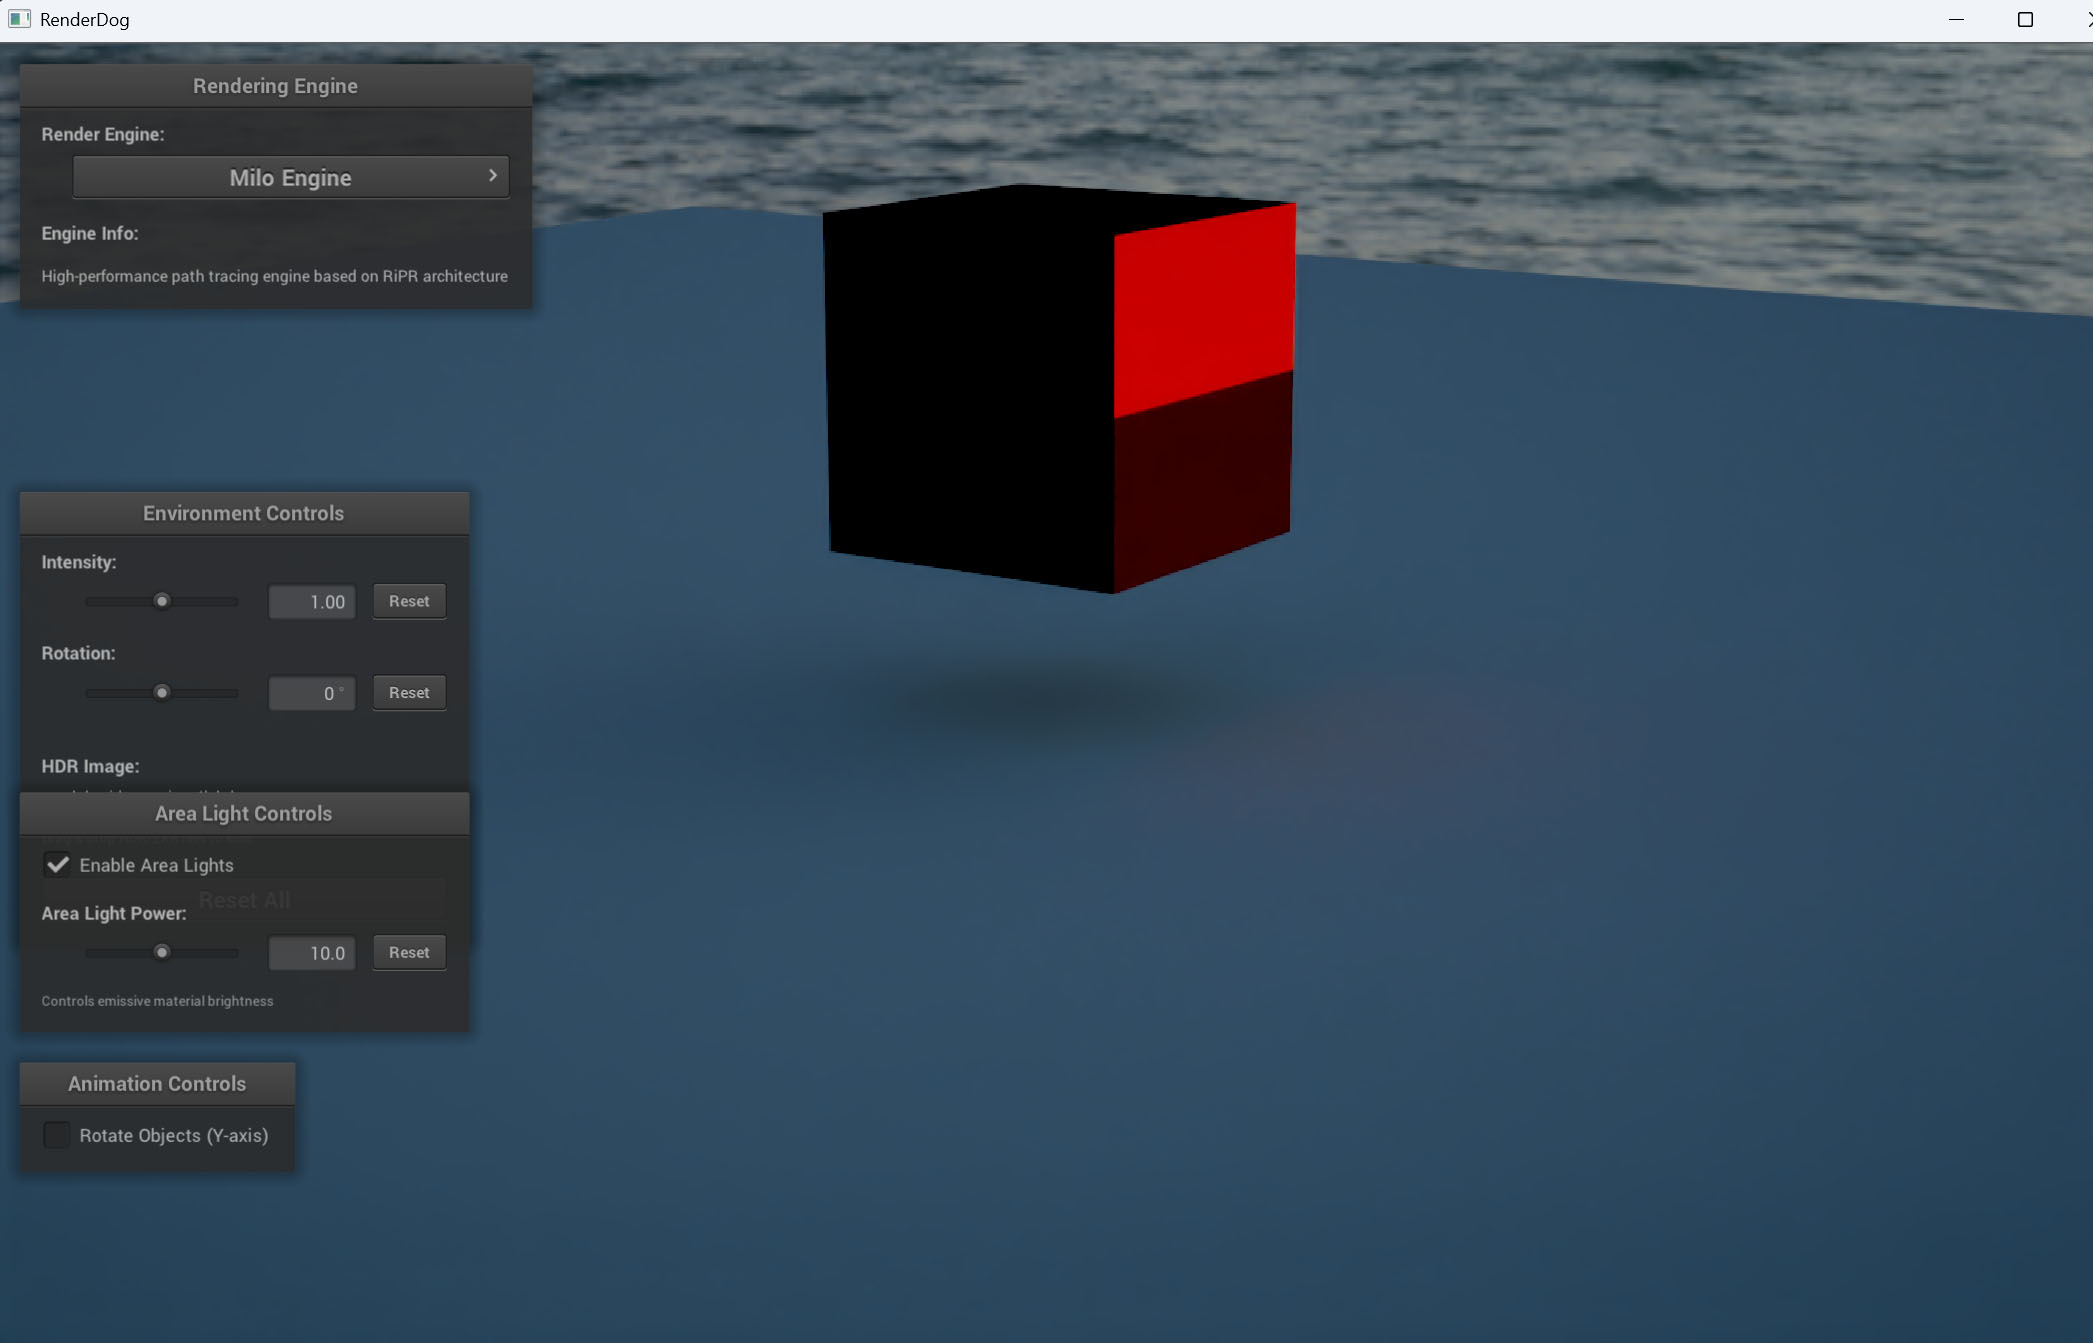 RenderDog
Rendering Engine
Render Engine:
Milo Engine
Engine Info:
High-performance path tracing engine based on RiPR architecture
Environment Controls
Intensity:
1.00 Reset
Rotation:
0 ° Reset
HDR Image:
Area Light Controls
Enable Area Lights
Reset All
Area Light Power:
10.0 Reset
Controls emissive material brightness
Animation Controls
Rotate Objects (Y-axis)